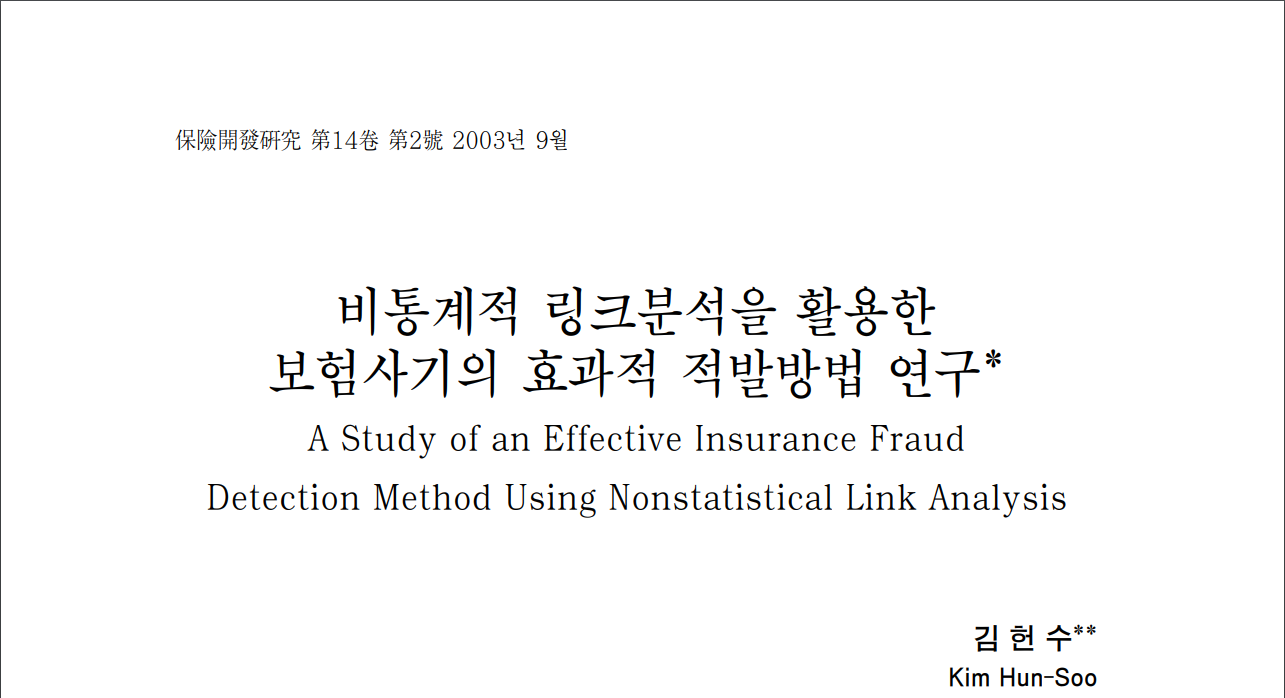 保險開發硏究 第14卷 第2號 2003년 9월
비통계적 링크분석을 활용한
보험사기의 효과적 적발방법 연구*
A Study of an Effective Insurance Fraud
Detection Method Using Nonstatistical Link Analysis
김 헌 수**
Kim Hun-Soo